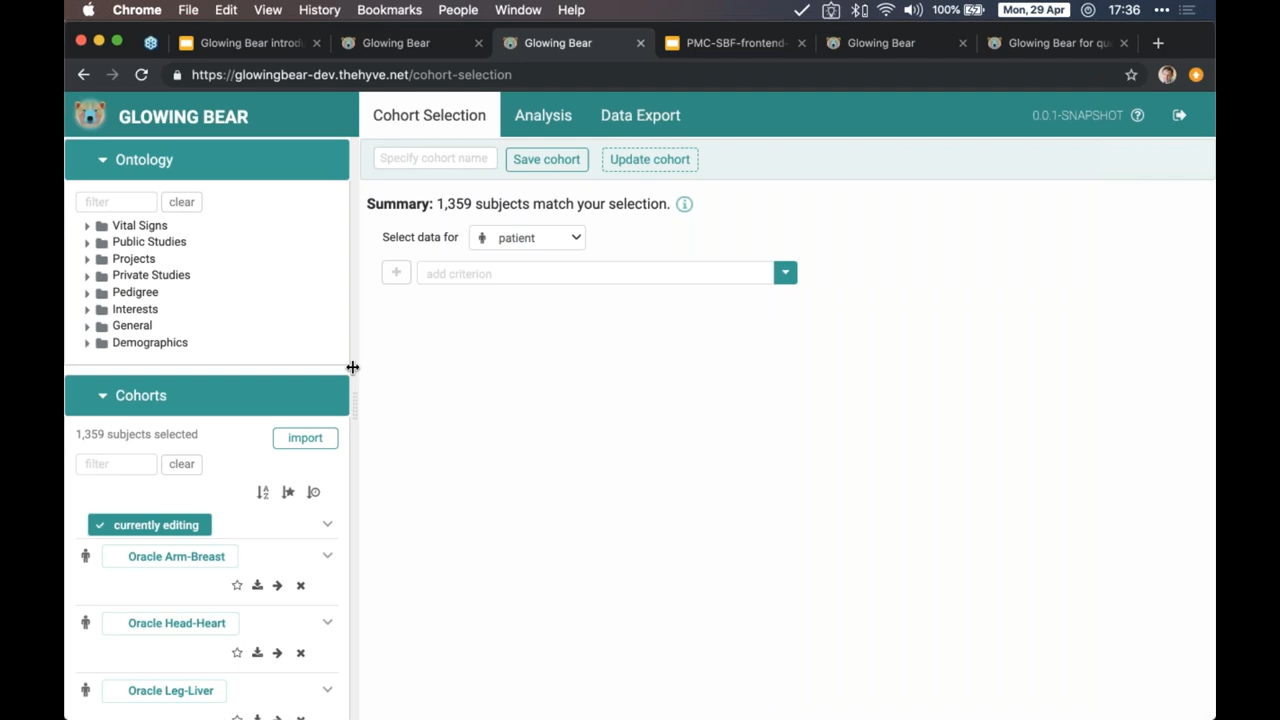 Chrome File Edit View History Bookmarks People Window Help 100% Mon, 29 Apr 17:36
Glowing Bear introd
Glowing Bear
Glowing Bear
PMC-SBF-frontend-
Glowing Bear
Glowing Bear for qu
https://glowingbear-dev.thehyve.net/cohort-selection
GLOWING BEAR
Cohort Selection Analysis Data Export 0.0.1-SNAPSHOT
Ontology
Specify cohort name Save cohort Update cohort
filter clear
Vital Signs
Public Studies
Projects
Private Studies
Pedigree
Interests
General
Demographics
Summary: 1,359 subjects match your selection.
Select data for patient
+ add criterion
Cohorts
1,359 subjects selected import
filter clear
currently editing
Oracle Arm-Breast
Oracle Head-Heart
Oracle Leg-Liver